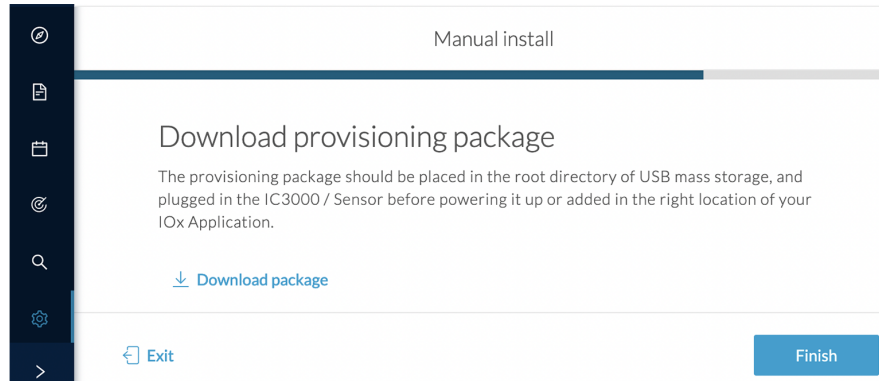 Manual install
Download provisioning package
The provisioning package should be placed in the root directory of USB mass storage, and
plugged in the IC3000 / Sensor before powering it up or added in the right location of your
IOx Application.
Download package
Exit
Finish